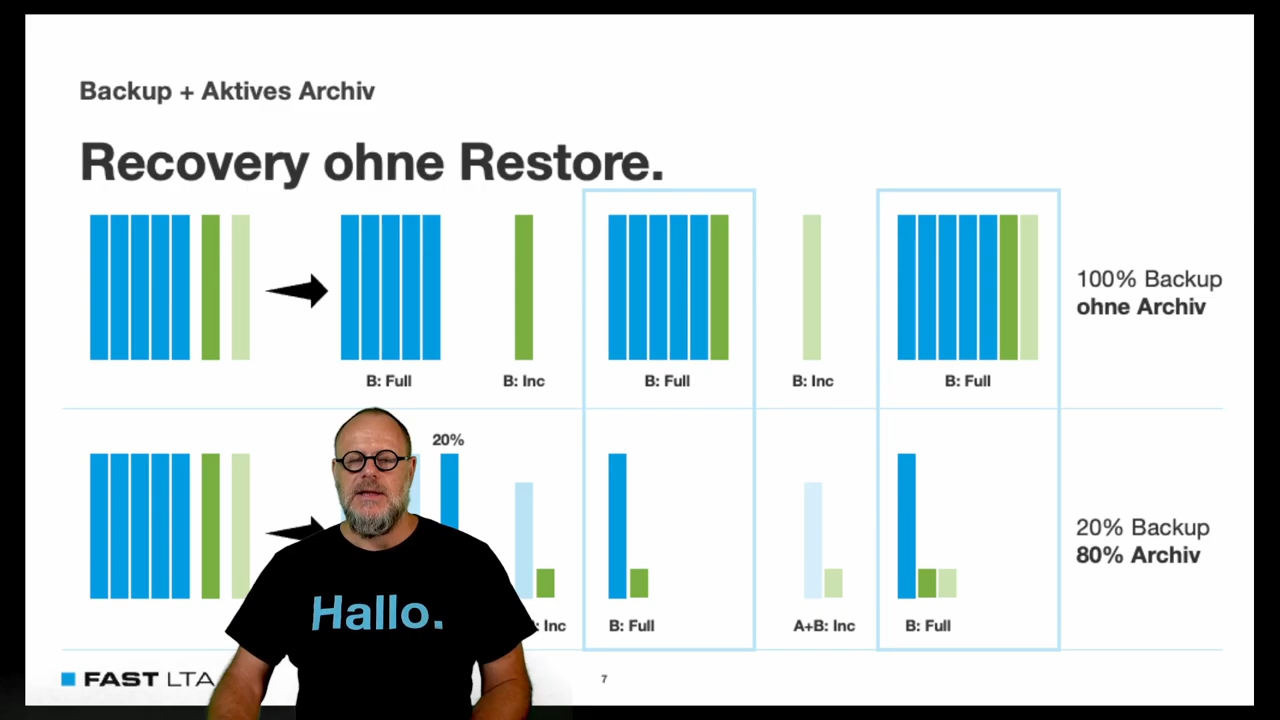 Backup + Aktives Archiv
Recovery ohne Restore.
100% Backup
ohne Archiv
B: Full
B: Inc
B: Full
B: Inc
B: Full
20%
20% Backup
80% Archiv
Hallo.
: Inc
B: Full
A+B: Inc
B: Full
FAST LTA
7